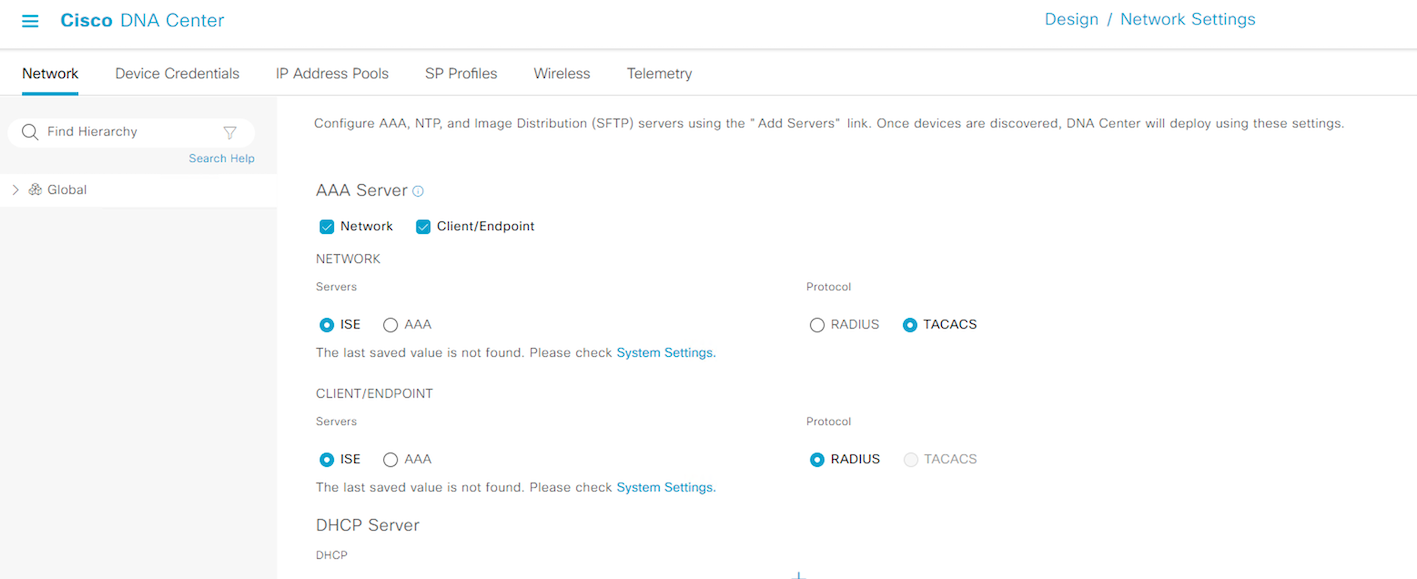 Cisco DNA Center
Design / Network Settings
Network Device Credentials IP Address Pools SP Profiles Wireless Telemetry
Find Hierarchy
Search Help
Global
Configure AAA, NTP, and Image Distribution (SFTP) servers using the "Add Servers" link. Once devices are discovered, DNA Center will deploy using these settings.
AAA Server
Network Client/Endpoint
NETWORK
Servers Protocol
ISE AAA RADIUS TACACS
The last saved value is not found. Please check System Settings.
CLIENT/ENDPOINT
Servers Protocol
ISE AAA RADIUS TACACS
The last saved value is not found. Please check System Settings.
DHCP Server
DHCP